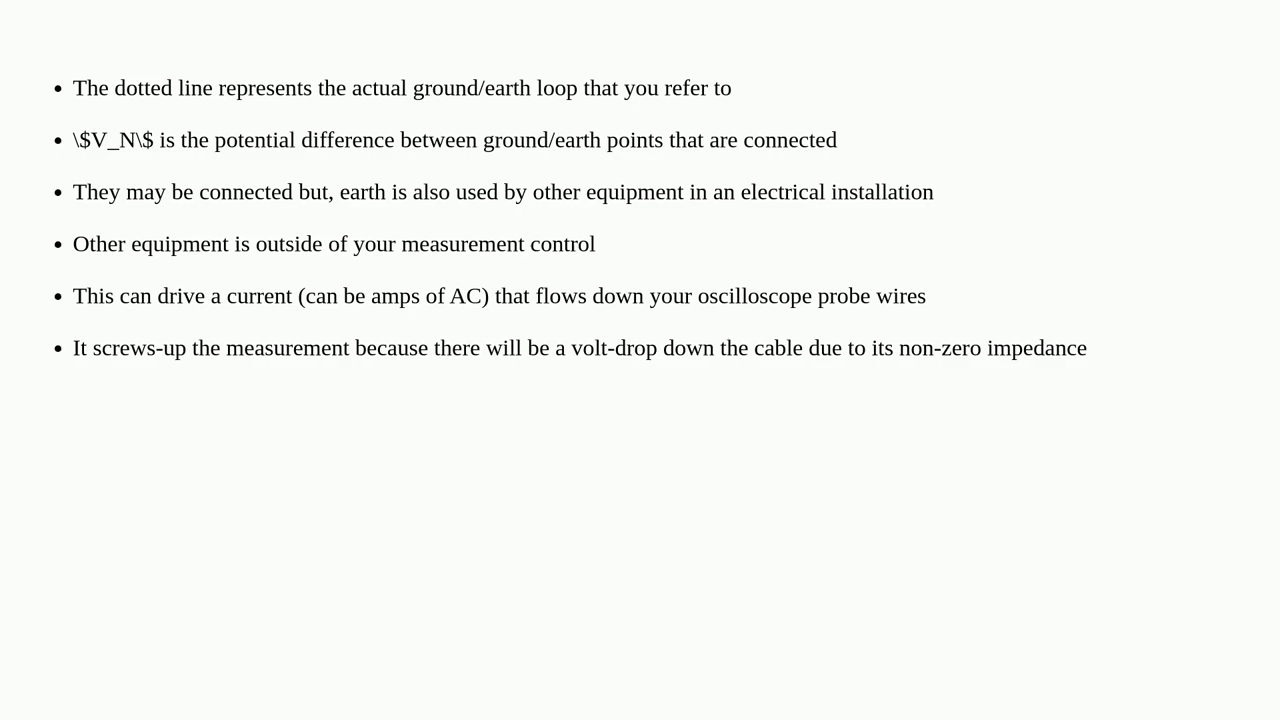 • The dotted line represents the actual ground/earth loop that you refer to
• \$V_N\$ is the potential difference between ground/earth points that are connected
• They may be connected but, earth is also used by other equipment in an electrical installation
• Other equipment is outside of your measurement control
• This can drive a current (can be amps of AC) that flows down your oscilloscope probe wires
• It screws-up the measurement because there will be a volt-drop down the cable due to its non-zero impedance